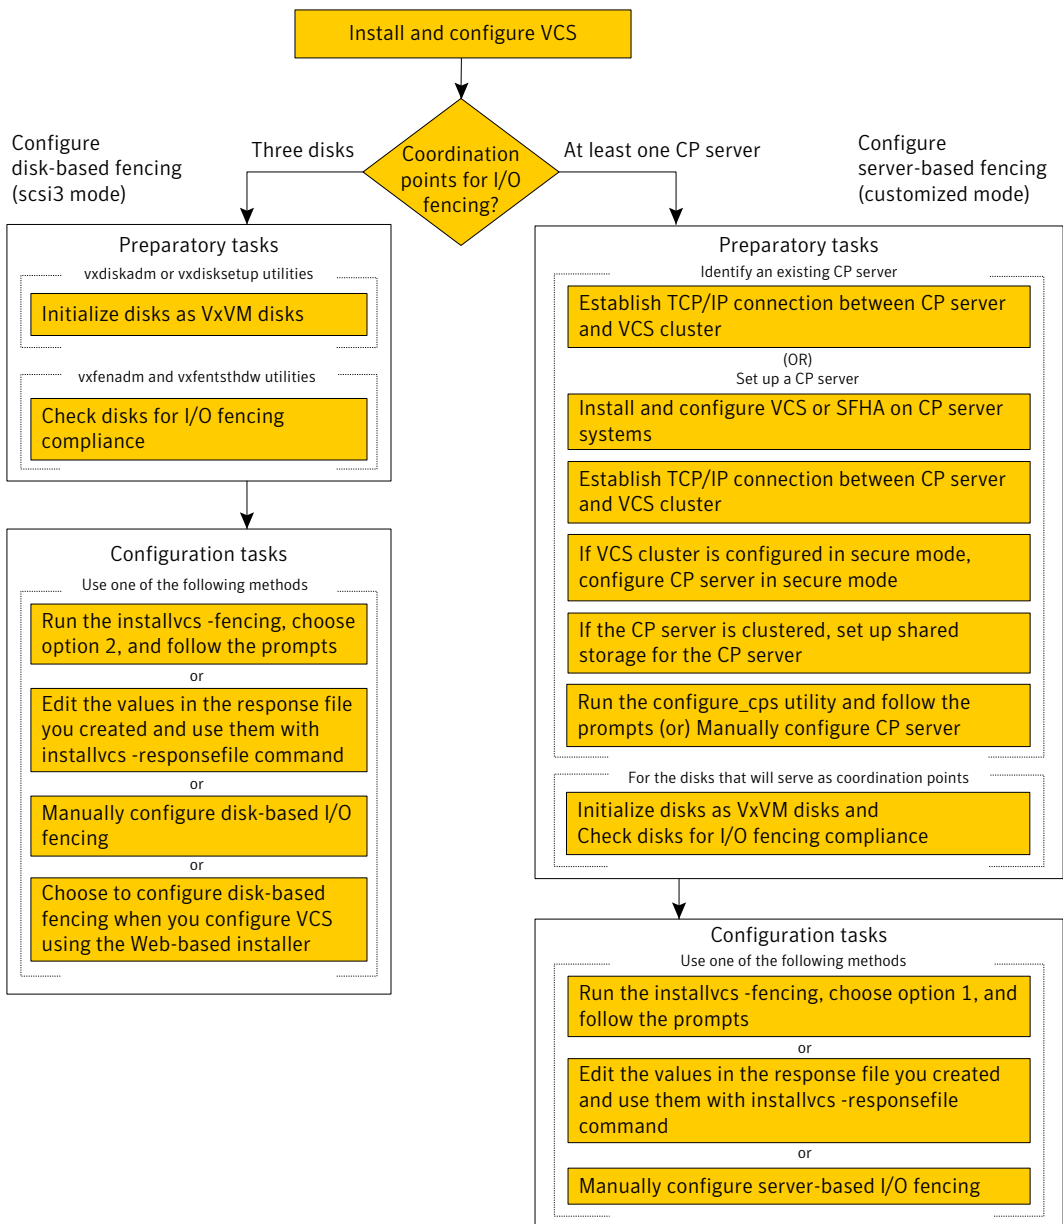 Install and configure VCS
Configure
disk-based fencing
(scsi3 mode)
Three disks
Coordination
points for I/O
fencing?
At least one CP server
Configure
server-based fencing
(customized mode)
Preparatory tasks
vxdiskadm or vxdisksetup utilities
Initialize disks as VxVM disks
vxfenadm and vxfentsthdw utilities
Check disks for I/O fencing
compliance
Configuration tasks
Use one of the following methods
Run the installvcs -fencing, choose
option 2, and follow the prompts
or
Edit the values in the response file
you created and use them with
installvcs -responsefile command
or
Manually configure disk-based I/O
fencing
or
Choose to configure disk-based
fencing when you configure VCS
using the Web-based installer
Preparatory tasks
Identify an existing CP server
Establish TCP/IP connection between CP server
and VCS cluster
(OR)
Set up a CP server
Install and configure VCS or SFHA on CP server
systems
Establish TCP/IP connection between CP server
and VCS cluster
If VCS cluster is configured in secure mode,
configure CP server in secure mode
If the CP server is clustered, set up shared
storage for the CP server
Run the configure_cps utility and follow the
prompts (or) Manually configure CP server
For the disks that will serve as coordination points
Initialize disks as VxVM disks and
Check disks for I/O fencing compliance
Configuration tasks
Use one of the following methods
Run the installvcs -fencing, choose option 1, and
follow the prompts
or
Edit the values in the response file you created
and use them with installvcs -responsefile
command
or
Manually configure server-based I/O fencing